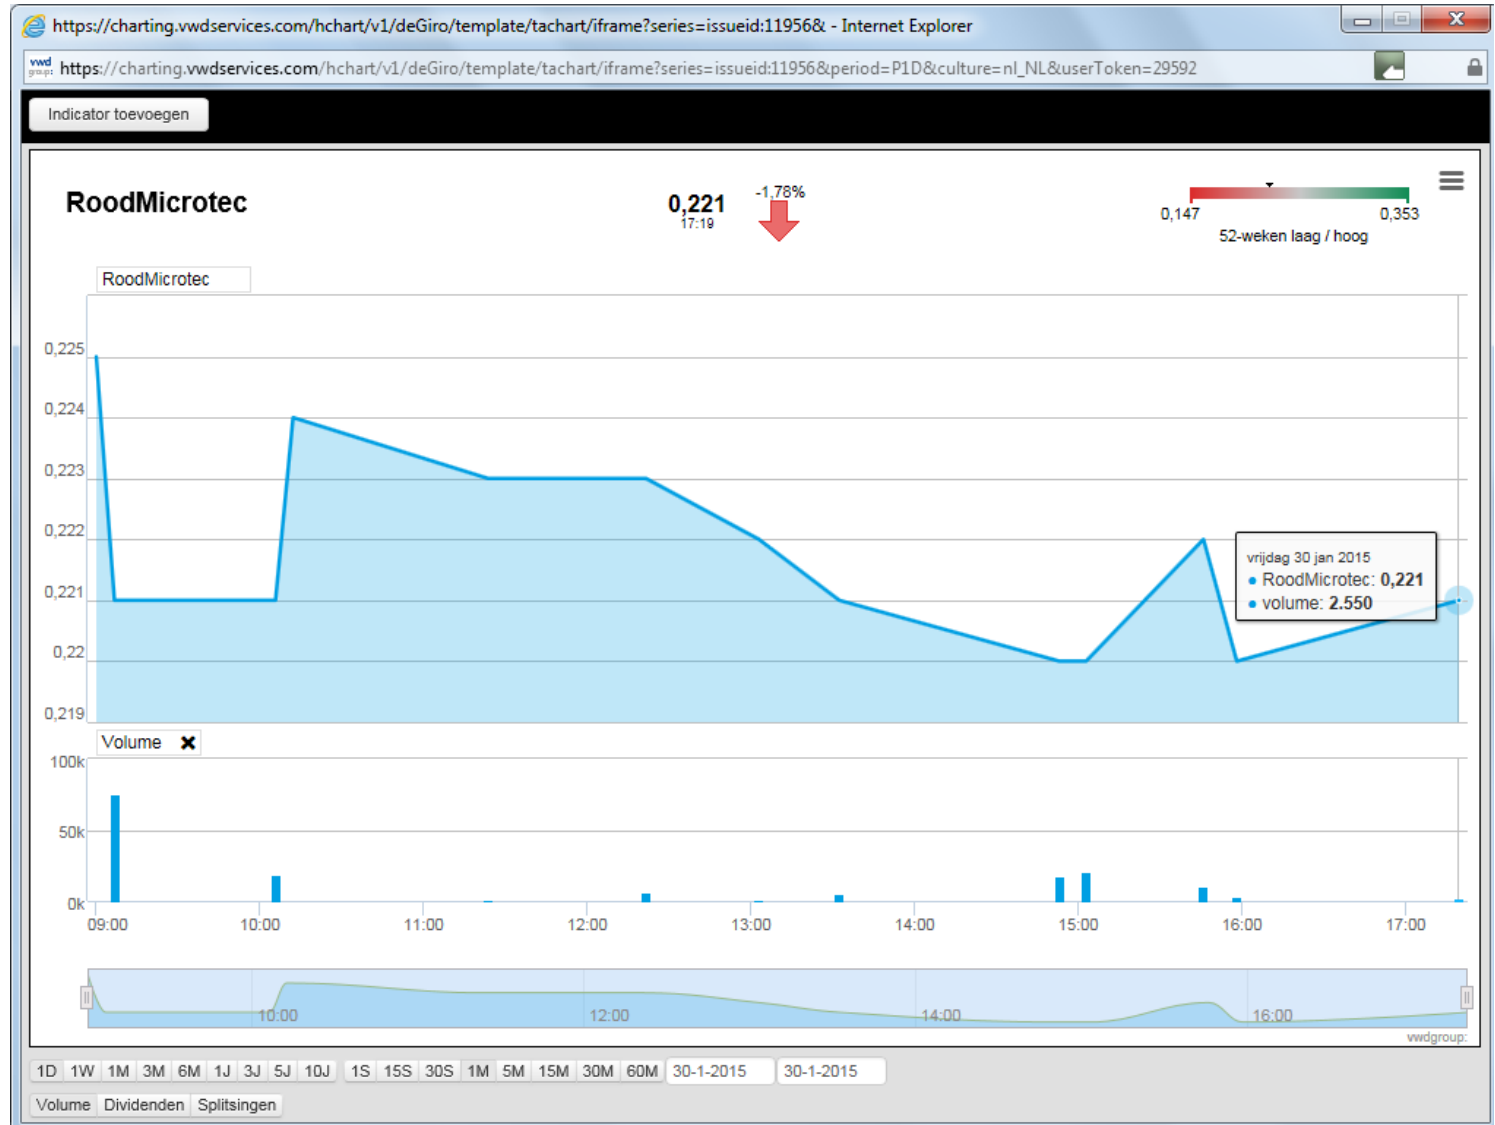 https://charting.vwdservices.com/hchart/v1/deGiro/template/tachart/iframe?series=issueid:11956& - Internet Explorer
vwd group: https://charting.vwdservices.com/hchart/v1/deGiro/template/tachart/iframe?series=issueid:11956&period=P1D&culture=nl_NL&userToken=29592
Indicator toevoegen
RoodMicrotec
0,221
17:19
-1,78%
0,147 0,353
52-weken laag / hoog
RoodMicrotec
0,225
0,224
0,223
0,222
0,221
0,22
0,219
vrijdag 30 jan 2015
RoodMicrotec: 0,221
volume: 2.550
Volume
100k
50k
0k
09:00 10:00 11:00 12:00 13:00 14:00 15:00 16:00 17:00
10:00 12:00 14:00 16:00
vwdgroup:
1D 1W 1M 3M 6M 1J 3J 5J 10J 1S 15S 30S 1M 5M 15M 30M 60M 30-1-2015 30-1-2015
Volume Dividenden Splitsingen